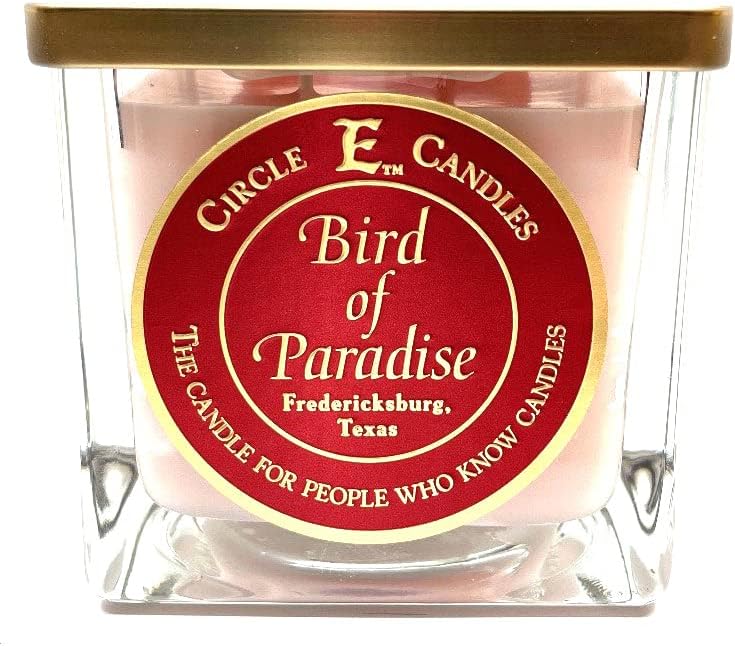 CIRCLE E™ CANDLES
Bird
of
Paradise
Fredericksburg,
Texas
THE CANDLE FOR PEOPLE WHO KNOW CANDLES